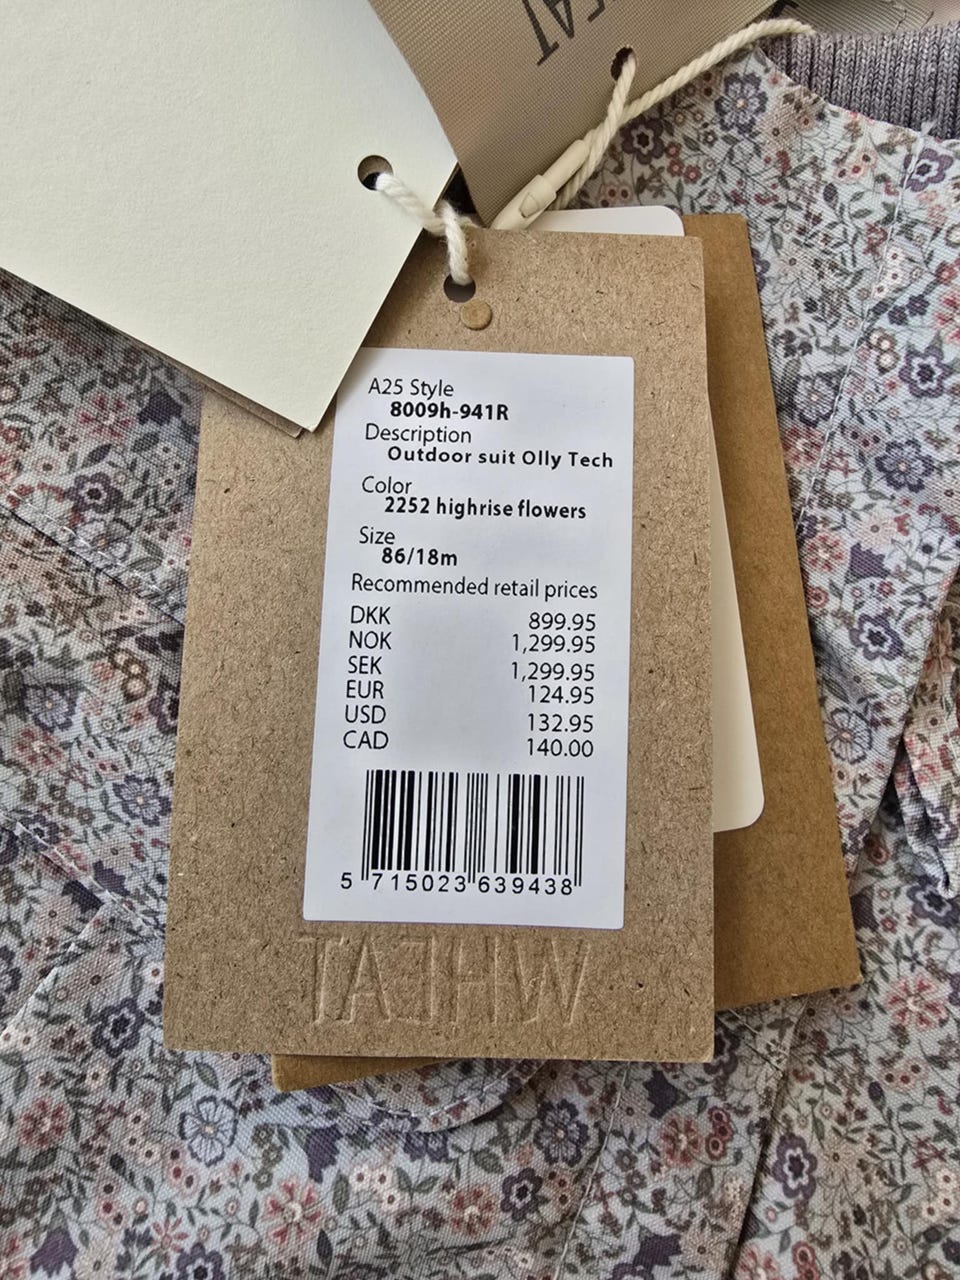 EAT
A25 Style
8009h-941R
Description
Outdoor suit Olly Tech
Color
2252 highrise flowers
Size
86/18m
Recommended retail prices
DKK 899.95
NOK 1,299.95
SEK 1,299.95
EUR 124.95
USD 132.95
CAD 140.00
5 715023 639438
WHEAT